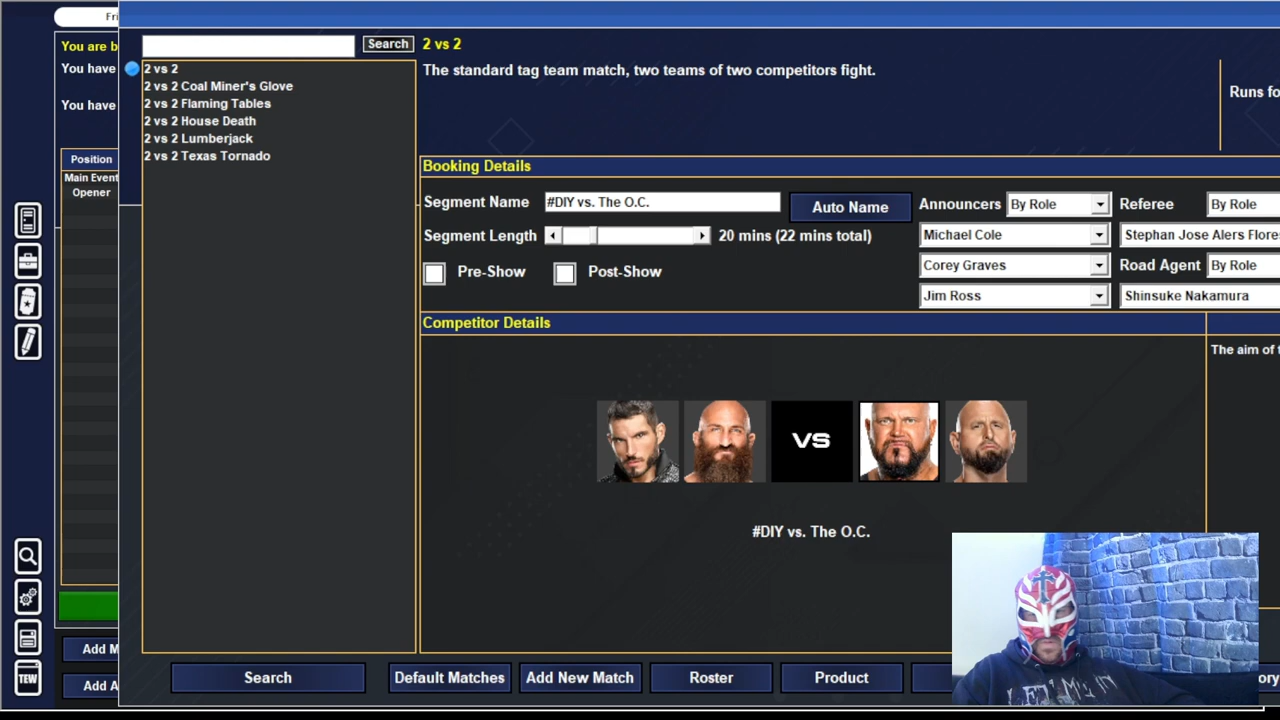 Fri
You are b
You have
You have
Position
Main Event
Opener
Add M
Add A
TEW
Search
2 vs 2
2 vs 2 Coal Miner's Glove
2 vs 2 Flaming Tables
2 vs 2 House Death
2 vs 2 Lumberjack
2 vs 2 Texas Tornado
2 vs 2
The standard tag team match, two teams of two competitors fight.
Runs fo
Booking Details
Segment Name #DIY vs. The O.C. Auto Name Announcers By Role Referee By Role
Segment Length 20 mins (22 mins total) Michael Cole Stephan Jose Alers Flore
Pre-Show Post-Show Corey Graves Road Agent By Role
Jim Ross Shinsuke Nakamura
Competitor Details
The aim of t
VS
#DIY vs. The O.C.
Search Default Matches Add New Match Roster Product ory